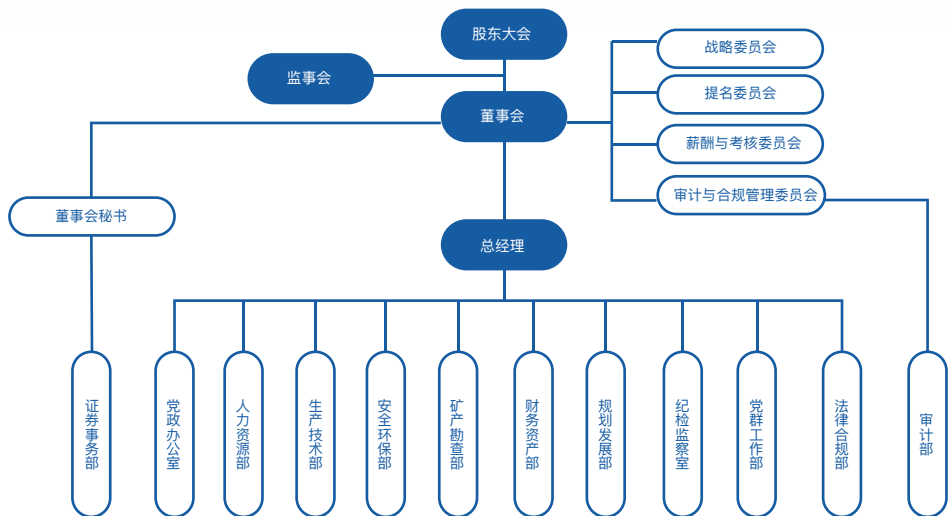 股东大会
监事会
董事会
战略委员会
提名委员会
薪酬与考核委员会
审计与合规管理委员会
董事会秘书
总经理
证券事务部
党政办公室
人力资源部
生产技术部
安全环保部
矿产勘查部
财务资产部
规划发展部
纪检监察室
党群工作部
法律合规部
审计部